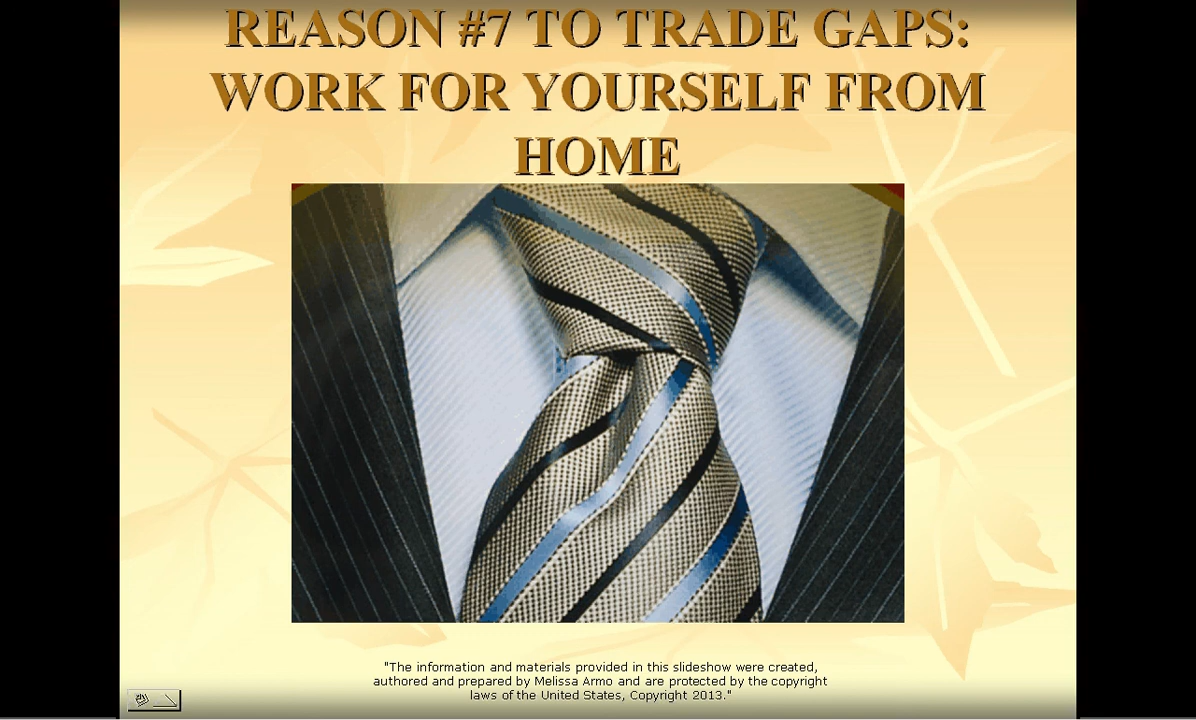 REASON #7 TO TRADE GAPS:
WORK FOR YOURSELF FROM
HOME
"The information and materials provided in this slideshow were created,
authored and prepared by Melissa Armo and are protected by the copyright
laws of the United States, Copyright 2013."